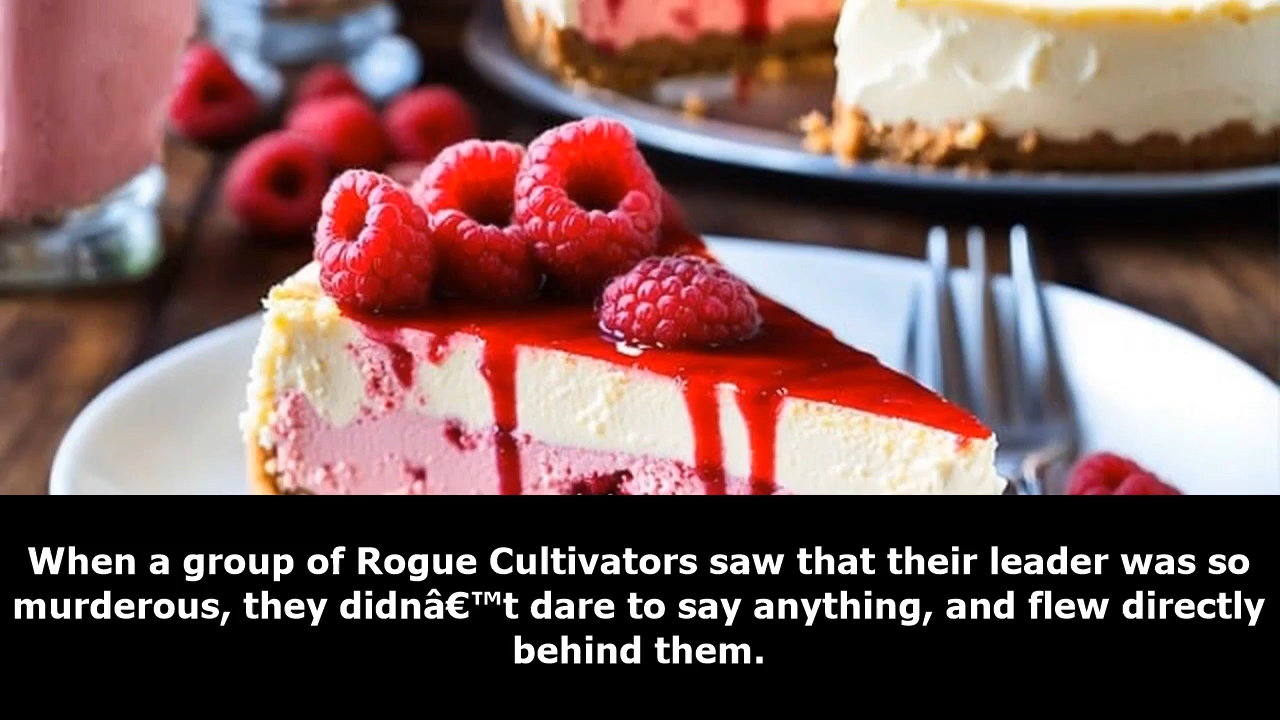 When a group of Rogue Cultivators saw that their leader was so
murderous, they didnâ€™t dare to say anything, and flew directly
behind them.